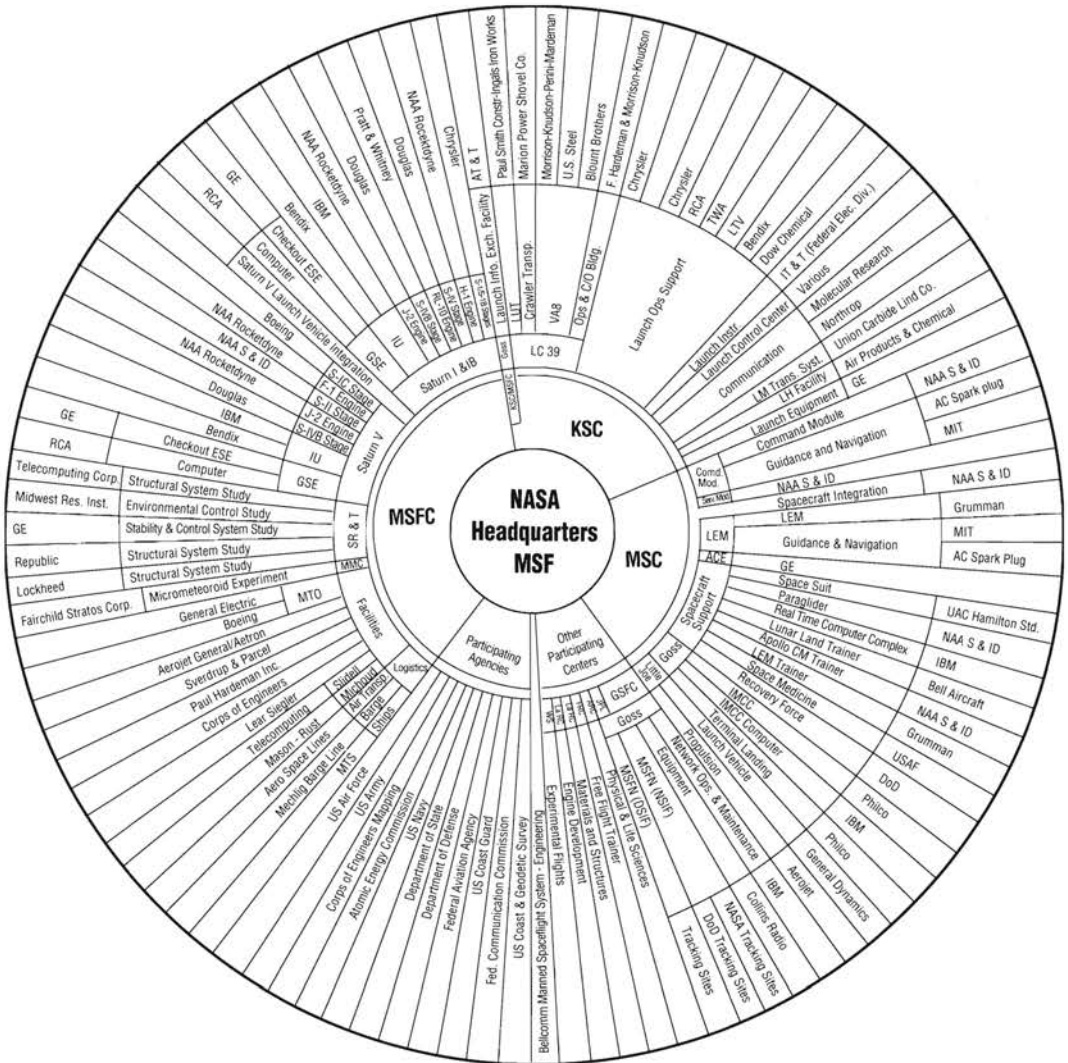 NASA
Headquarters
MSF
KSC
LC 39
Goss
KSC/MSFC
Launch Info. Exch. Facility
AT & T
LUT
Paul Smith Constr-Ingals Iron Works
Crawler Transp.
Marion Power Shovel Co.
VAB
Morrison-Knudson-Perini-Mardeman
U.S. Steel
Ops & C/O Bldg.
Blount Brothers
F. Hardeman & Morrison-Knudson
Launch Ops Support
Chrysler
Chrysler
RCA
TWA
LTV
Bendix
Dow Chemical
IT & T (Federal Elec. Div.)
Launch Instr.
Various
Launch Control Center
Molecular Research
Communication
Northrop
LM Trans. Syst.
Union Carbide Lind Co.
LH Facility
Air Products & Chemical
Launch Equipment
GE
MSC
Comd.
Mod.
Command Module
NAA S & ID
Guidance and Navigation
AC Spark plug
MIT
Serv. Mod
NAA S & ID
Spacecraft Integration
NAA S & ID
LEM
LEM
Grumman
Guidance & Navigation
MIT
AC Spark Plug
ACE
GE
Spacecraft
Support
Space Suit
UAC Hamilton Std.
Paraglider
NAA S & ID
Real Time Computer Complex
IBM
Lunar Land Trainer
Bell Aircraft
Apollo CM Trainer
NAA S & ID
LEM Trainer
Grumman
Space Medicine
USAF
Recovery Force
DoD
Goss
IMCC
Philco
IMCC Computer
IBM
Terminal Landing
Philco
Little
Joe
Launch Vehicle
General Dynamics
Propulsion
Aerojet
Other
Participating
Centers
GSFC
Goss
Network Ops. & Maintenance
IBM
Equipment
Collins Radio
MSFN (NSIF)
NASA Tracking Sites
DoD Tracking Sites
MSFN (OSIF)
Tracking Sites
Physical & Life Sciences
Free Flight Trainer
Materials and Structures
Engine Development
Experimental Flights
Bellcomm Manned Spaceflight System - Engineering
Participating
Agencies
US Coast & Geodetic Survey
Fed. Communication Commission
US Coast Guard
Federal Aviation Agency
Department of Defense
Department of State
US Navy
Atomic Energy Commission
Corps of Engineers Mapping
US Army
US Air Force
MSFC
Logistics
Ships
MTS
Barge
Mechlig Barge Line
Air Transp
Aero Space Lines
Facilities
Michoud
Mason - Rust
Telecomputing
Slidell
Lear Siegler
Corps of Engineers
Paul Hardeman Inc.
Sverdrup & Parcel
Aerojet General/Aetron
Boeing
MTO
General Electric
MMC
Micrometeoroid Experiment
Fairchild Stratos Corp.
SR & T
Structural System Study
Lockheed
Structural System Study
Republic
Stability & Control System Study
GE
Environmental Control Study
Midwest Res. Inst.
Structural System Study
Telecomputing Corp.
Saturn V
GSE
Computer
RCA
Checkout ESE
GE
Bendix
IU
IBM
S-IVB Stage
Douglas
J-2 Engine
NAA Rocketdyne
S-II Stage
NAA S & ID
F-1 Engine
NAA Rocketdyne
S-IC Stage
Boeing
Saturn V Launch Vehicle Integration
Saturn I &IB
GSE
Computer
RCA
Checkout ESE
GE
Bendix
IU
IBM
J-2 Engine
NAA Rocketdyne
S-IVB Stage
Douglas
RL-10 Engine
Pratt & Whitney
S-IV Stage
Douglas
H-1 Engine
NAA Rocektdyne
Chrysler